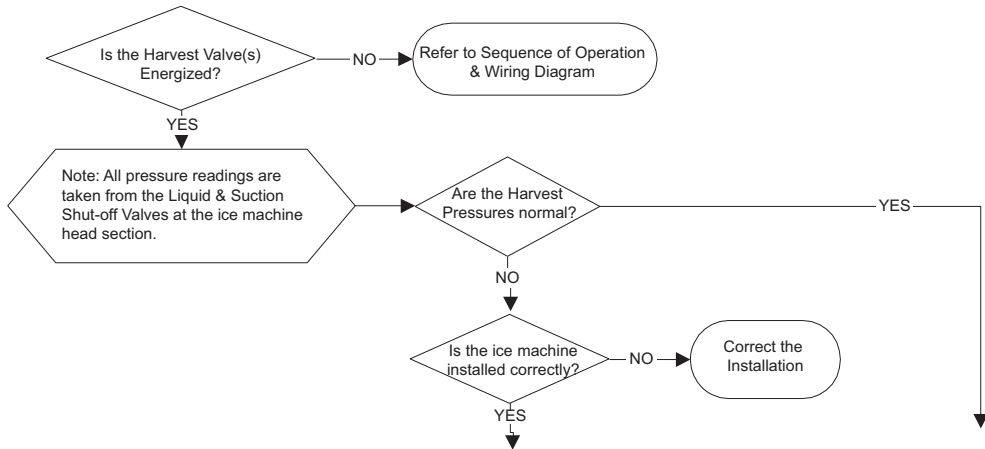 Is the Harvest Valve(s)
Energized?
NO
Refer to Sequence of Operation
& Wiring Diagram
YES
Note: All pressure readings are
taken from the Liquid & Suction
Shut-off Valves at the ice machine
head section.
Are the Harvest
Pressures normal?
YES
NO
Is the ice machine
installed correctly?
NO
Correct the
Installation
YES